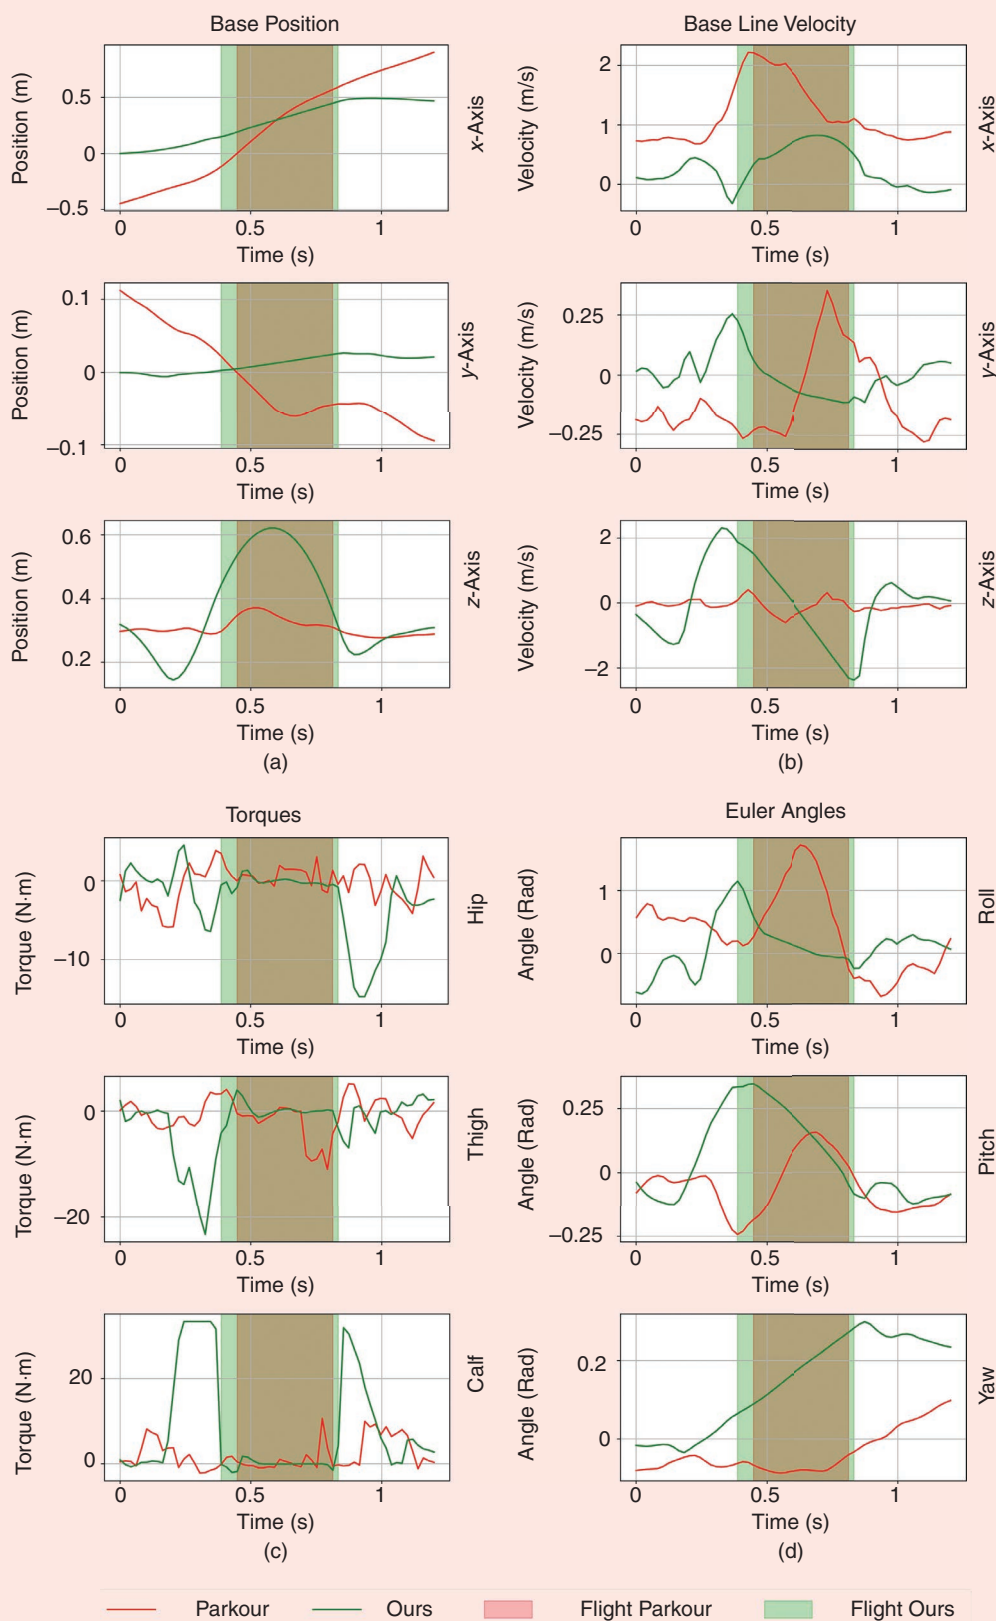 Base Position
Base Line Velocity
Position (m)
0.5
0
−0.5
x-Axis
0
0.5
1
Time (s)
Velocity (m/s)
2
1
0
x-Axis
0
0.5
1
Time (s)
Position (m)
0.1
0
−0.1
y-Axis
0
0.5
1
Time (s)
Velocity (m/s)
0.25
0
−0.25
y-Axis
0
0.5
1
Time (s)
Position (m)
0.6
0.4
0.2
z-Axis
0
0.5
1
Time (s)
(a)
Velocity (m/s)
2
0
−2
z-Axis
0
0.5
1
Time (s)
(b)
Torques
Euler Angles
Torque (N·m)
0
−10
Hip
0
0.5
1
Time (s)
Angle (Rad)
1
0
Roll
0
0.5
1
Time (s)
Torque (N·m)
0
−20
Thigh
0
0.5
1
Time (s)
Angle (Rad)
0.25
0
−0.25
Pitch
0
0.5
1
Time (s)
Torque (N·m)
20
0
Calf
0
0.5
1
Time (s)
(c)
Angle (Rad)
0.2
0
Yaw
0
0.5
1
Time (s)
(d)
Parkour
Ours
Flight Parkour
Flight Ours